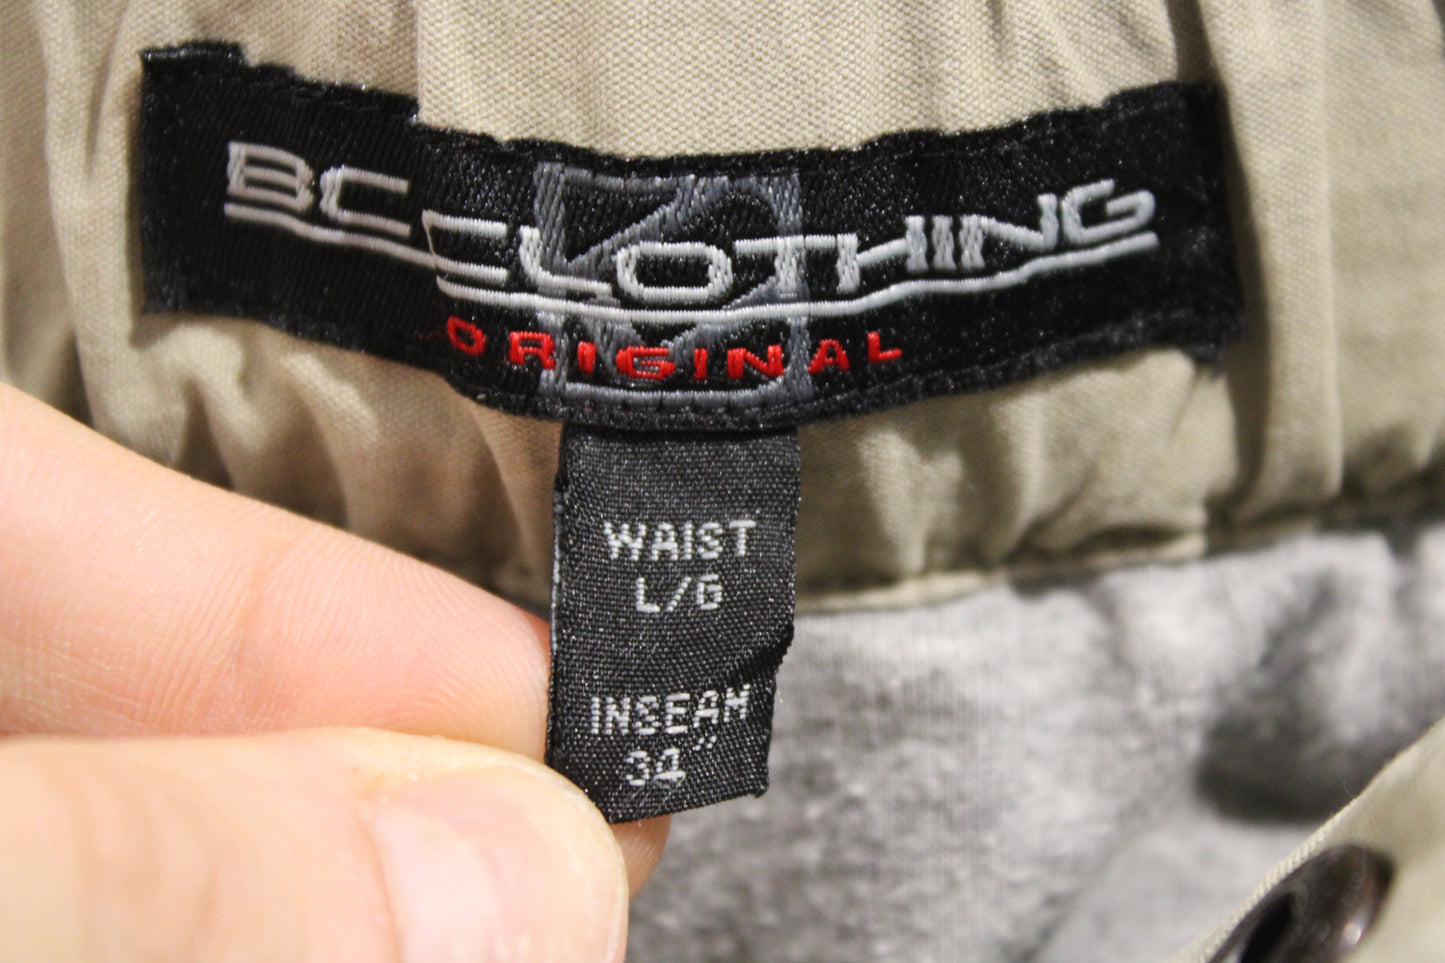 BC CLOTHING
ORIGINAL
WAIST
L/G
INSEAM
34"